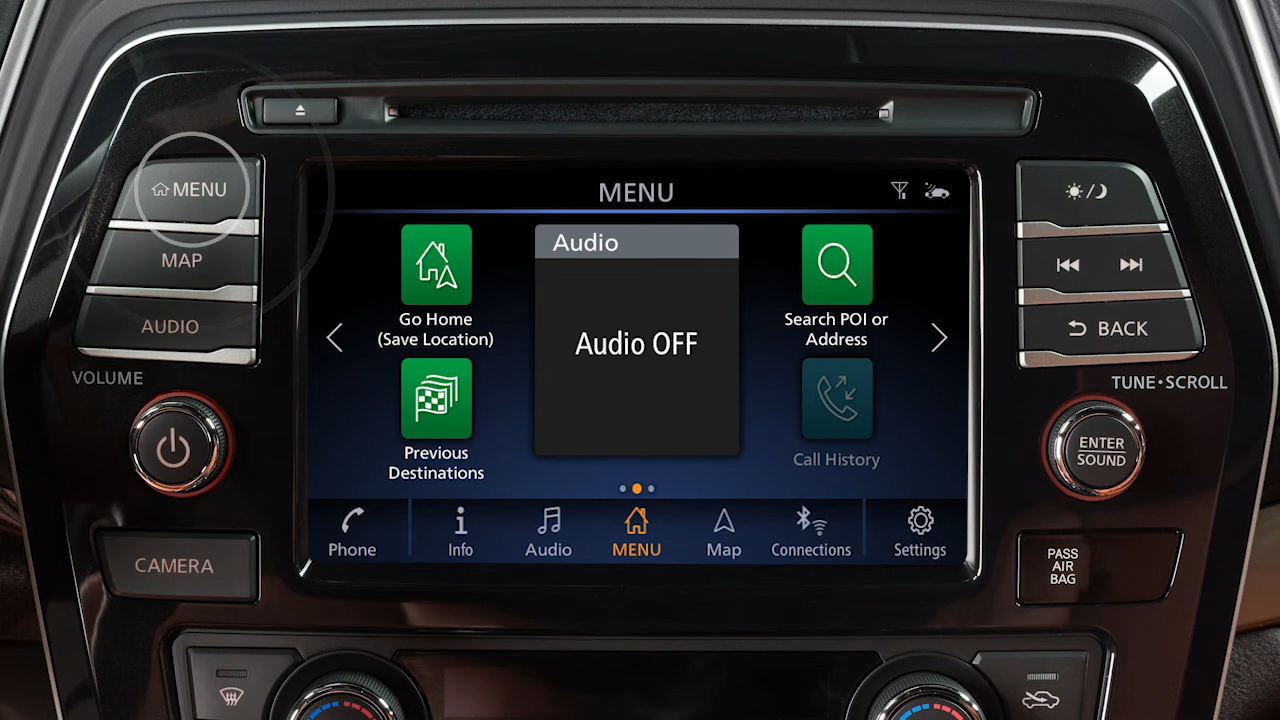 MENU
MENU
MAP
AUDIO
VOLUME
CAMERA
Audio
Audio OFF
Go Home
(Save Location)
Previous
Destinations
Search POI or
Address
Call History
Phone
Info
Audio
MENU
Map
Connections
Settings
BACK
TUNE•SCROLL
ENTER
SOUND
PASS
AIR
BAG